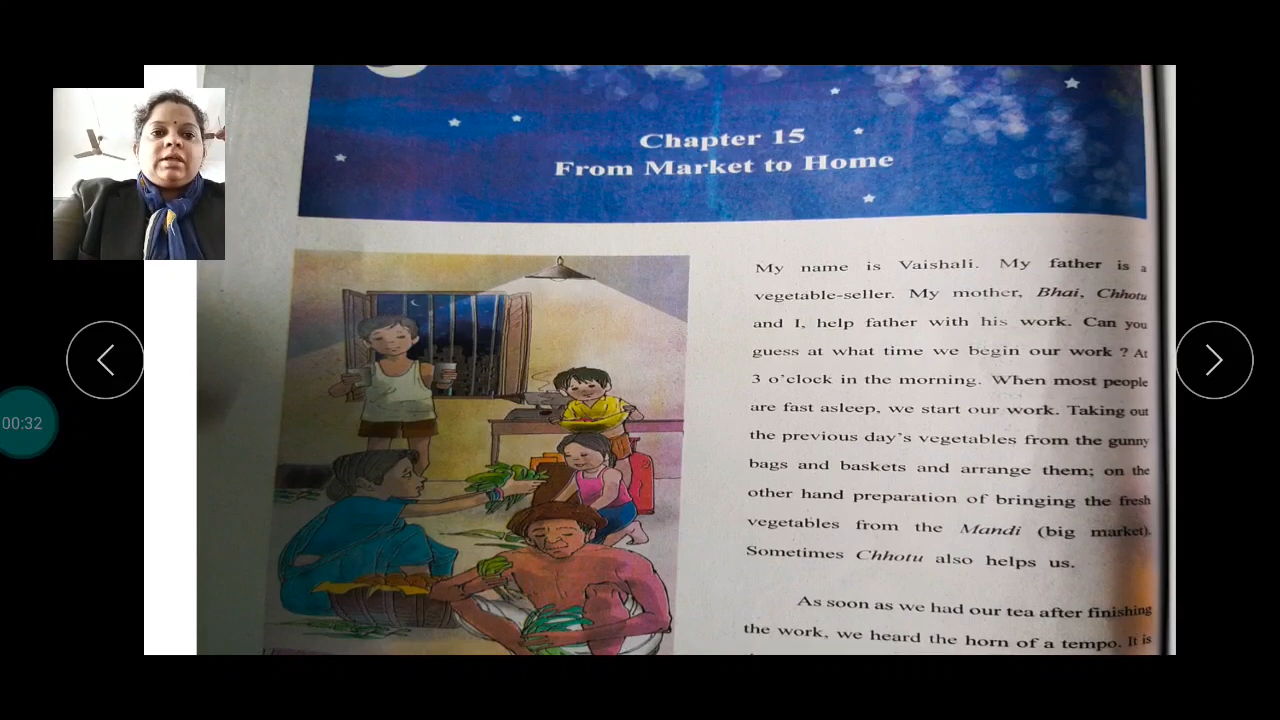 00:32
Chapter 15
From Market to Home
My name is Vaishali. My father is a
vegetable-seller. My mother, Bhai, Chhotu
and I, help father with his work. Can you
guess at what time we begin our work ? At
3 o'clock in the morning. When most people
are fast asleep, we start our work. Taking out
the previous day's vegetables from the gunny
bags and baskets and arrange them; on the
other hand preparation of bringing the fresh
vegetables from the Mandi (big market).
Sometimes Chhotu also helps us.
As soon as we had our tea after finishing
the work, we heard the horn of a tempo. It is